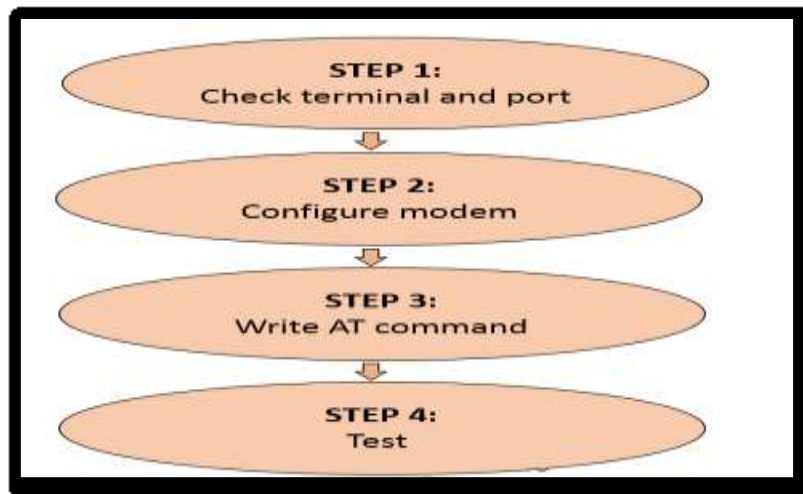 STEP 1:
Check terminal and port
STEP 2:
Configure modem
STEP 3:
Write AT command
STEP 4:
Test